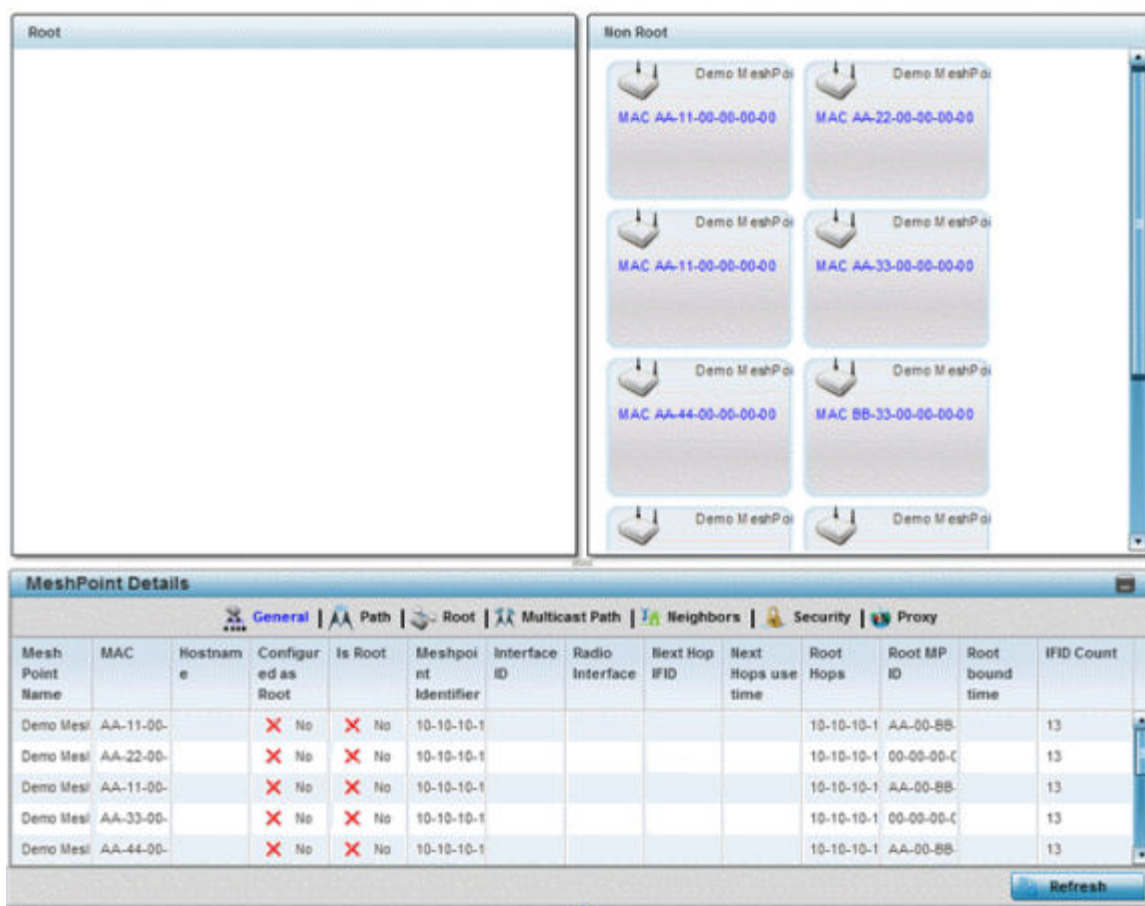 Root
Non Root
Demo MeshPoi
Demo MeshPoi
MAC AA-11-00-00-00-00
MAC AA-22-00-00-00-00
Demo MeshPoi
Demo MeshPoi
MAC AA-11-00-00-00-00
MAC AA-33-00-00-00-00
Demo MeshPoi
Demo MeshPoi
MAC AA-44-00-00-00-00
MAC BB-33-00-00-00-00
Demo MeshPoi
Demo MeshPoi
MeshPoint Details
General | Path | Root | Multicast Path | Neighbors | Security | Proxy
Mesh Point Name
MAC
Hostnam e
Configur ed as Root
Is Root
Meshpoi nt Identifier
Interface ID
Radio Interface
Next Hop IFID
Next Hops use time
Root Hops
Root MP ID
Root bound time
IFID Count
Demo Mesl AA-11-00- No No 10-10-10-1 10-10-10-1 AA-00-BB- 13
Demo Mesl AA-22-00- No No 10-10-10-1 10-10-10-1 00-00-00-0 13
Demo Mesl AA-11-00- No No 10-10-10-1 10-10-10-1 AA-00-BB- 13
Demo Mesl AA-33-00- No No 10-10-10-1 10-10-10-1 00-00-00-0 13
Demo Mesl AA-44-00- No No 10-10-10-1 10-10-10-1 AA-00-BB- 13
Refresh